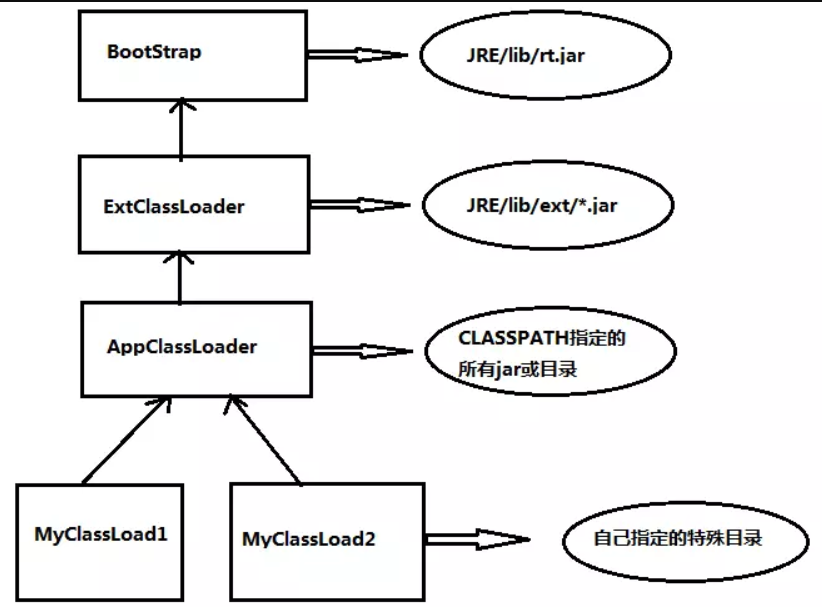 BootStrap
JRE/lib/rt.jar
ExtClassLoader
JRE/lib/ext/*.jar
AppClassLoader
CLASSPATH指定的
所有jar或目录
MyClassLoad1
MyClassLoad2
自己指定的特殊目录